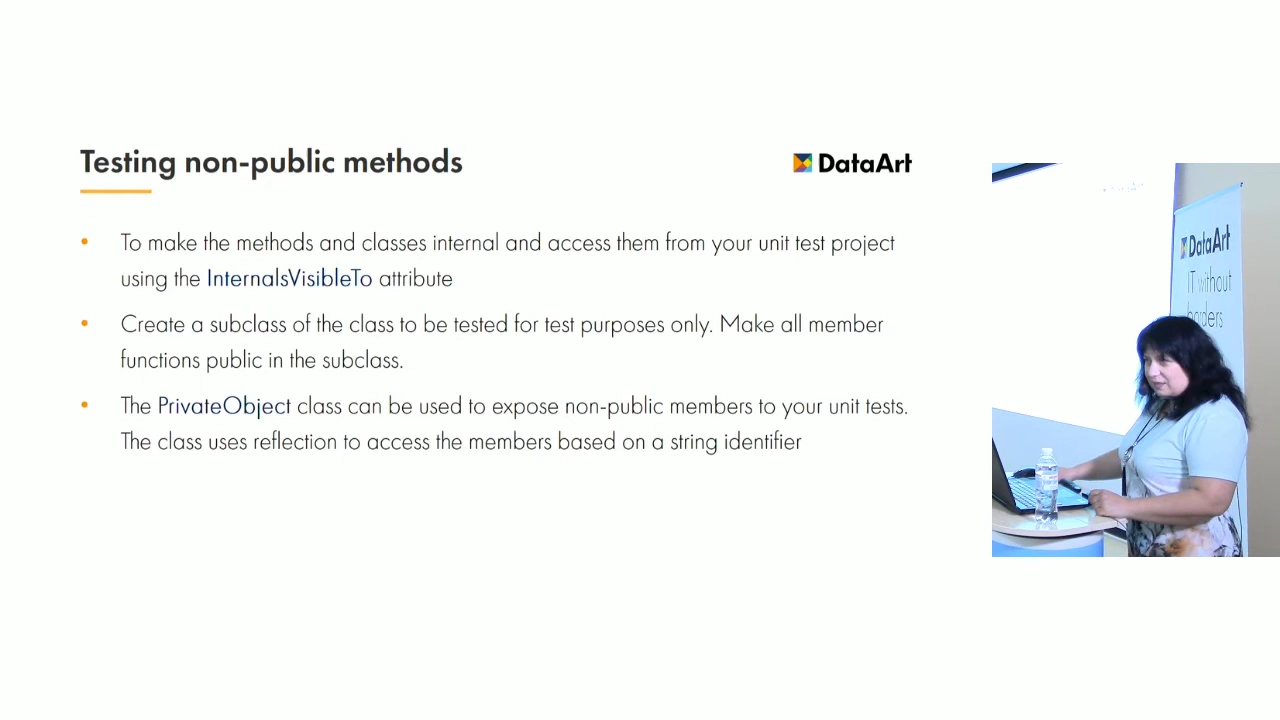 Testing non-public methods
DataArt
• To make the methods and classes internal and access them from your unit test project
using the InternalsVisibleTo attribute
• Create a subclass of the class to be tested for test purposes only. Make all member
functions public in the subclass.
• The PrivateObject class can be used to expose non-public members to your unit tests.
The class uses reflection to access the members based on a string identifier
DataArt
IT without
borders